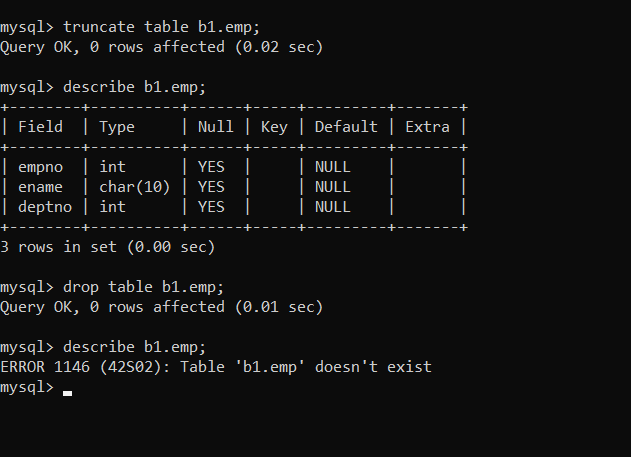 mysql> truncate table b1.emp;
Query OK, 0 rows affected (0.02 sec)
mysql> describe b1.emp;
+--------+----------+------+-----+---------+-------+
| Field  | Type     | Null | Key | Default | Extra |
+--------+----------+------+-----+---------+-------+
| empno  | int      | YES  |     | NULL    |       |
| ename  | char(10) | YES  |     | NULL    |       |
| deptno | int      | YES  |     | NULL    |       |
+--------+----------+------+-----+---------+-------+
3 rows in set (0.00 sec)
mysql> drop table b1.emp;
Query OK, 0 rows affected (0.01 sec)
mysql> describe b1.emp;
ERROR 1146 (42S02): Table 'b1.emp' doesn't exist
mysql>